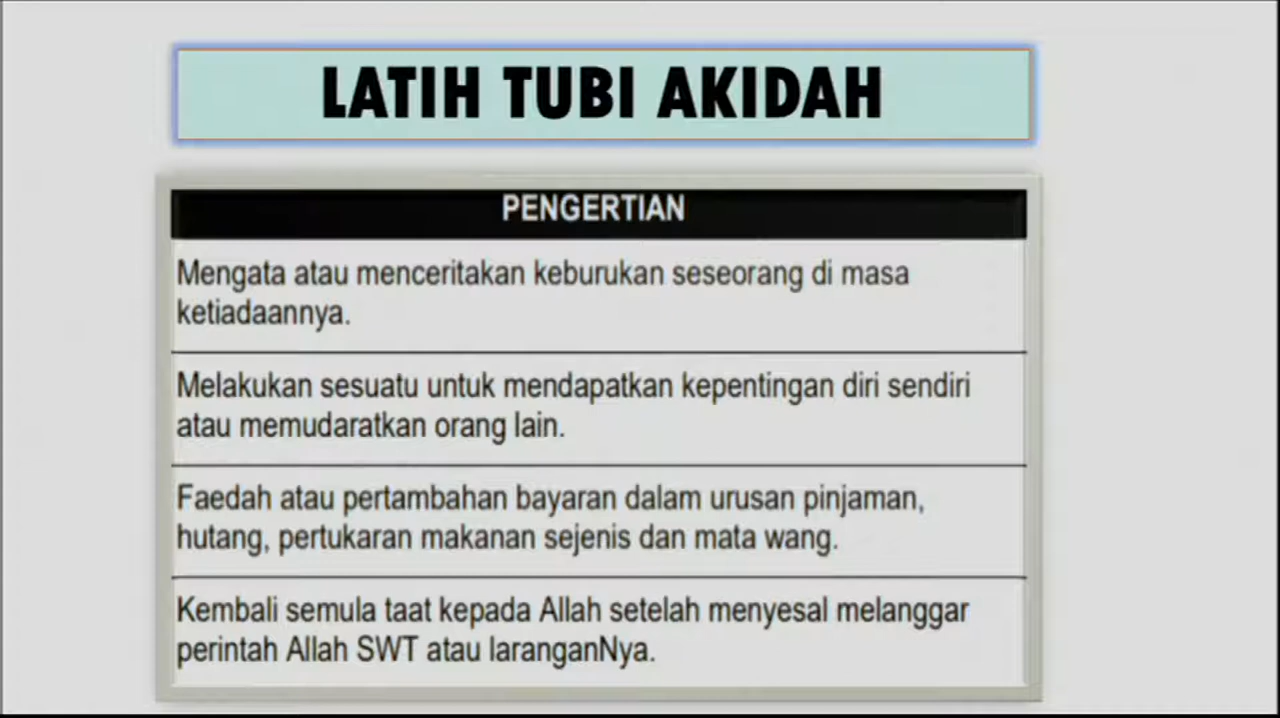 LATIH TUBI AKIDAH
PENGERTIAN
Mengata atau menceritakan keburukan seseorang di masa
ketiadaannya.
Melakukan sesuatu untuk mendapatkan kepentingan diri sendiri
atau memudaratkan orang lain.
Faedah atau pertambahan bayaran dalam urusan pinjaman,
hutang, pertukaran makanan sejenis dan mata wang.
Kembali semula taat kepada Allah setelah menyesal melanggar
perintah Allah SWT atau laranganNya.